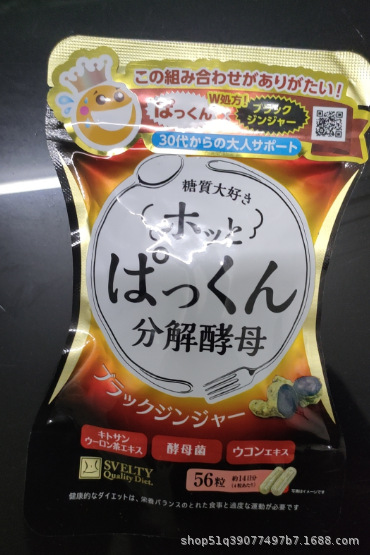 この組み合わせがありがたい!
W処方!
ぱっくん
ブラック
ジンジャー
30代からの大人サポート
糖質大好き
ホッと
ぱっくん
分解酵母
ブラックジンジャー
キトサン
ウーロン茶エキス
酵母菌
ウコンエキス
SVELTY
Quality Diet.
56粒
約14日分
健康的なダイエットは、栄養バランスのとれた食事と適度な運動が必要です
shop51q39077497b7.1688.com